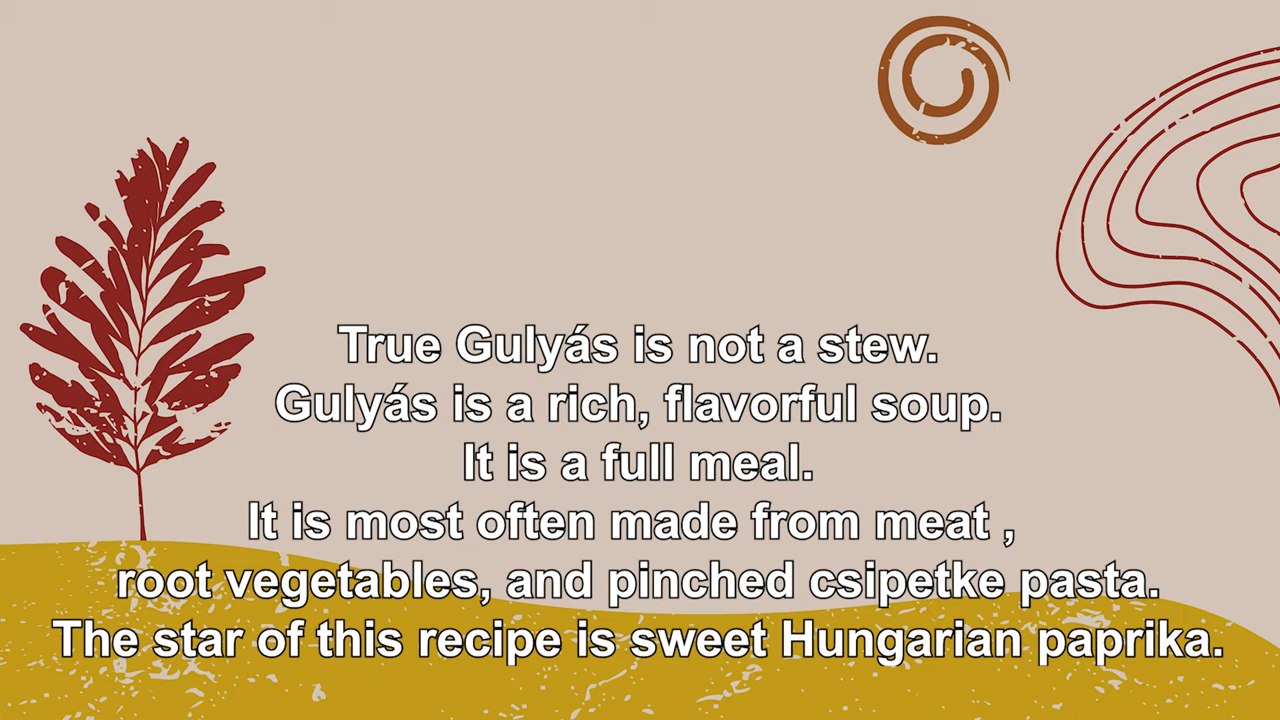 True Gulyás is not a stew.
Gulyás is a rich, flavorful soup.
It is a full meal.
It is most often made from meat ,
root vegetables, and pinched csipetke pasta.
The star of this recipe is sweet Hungarian paprika.